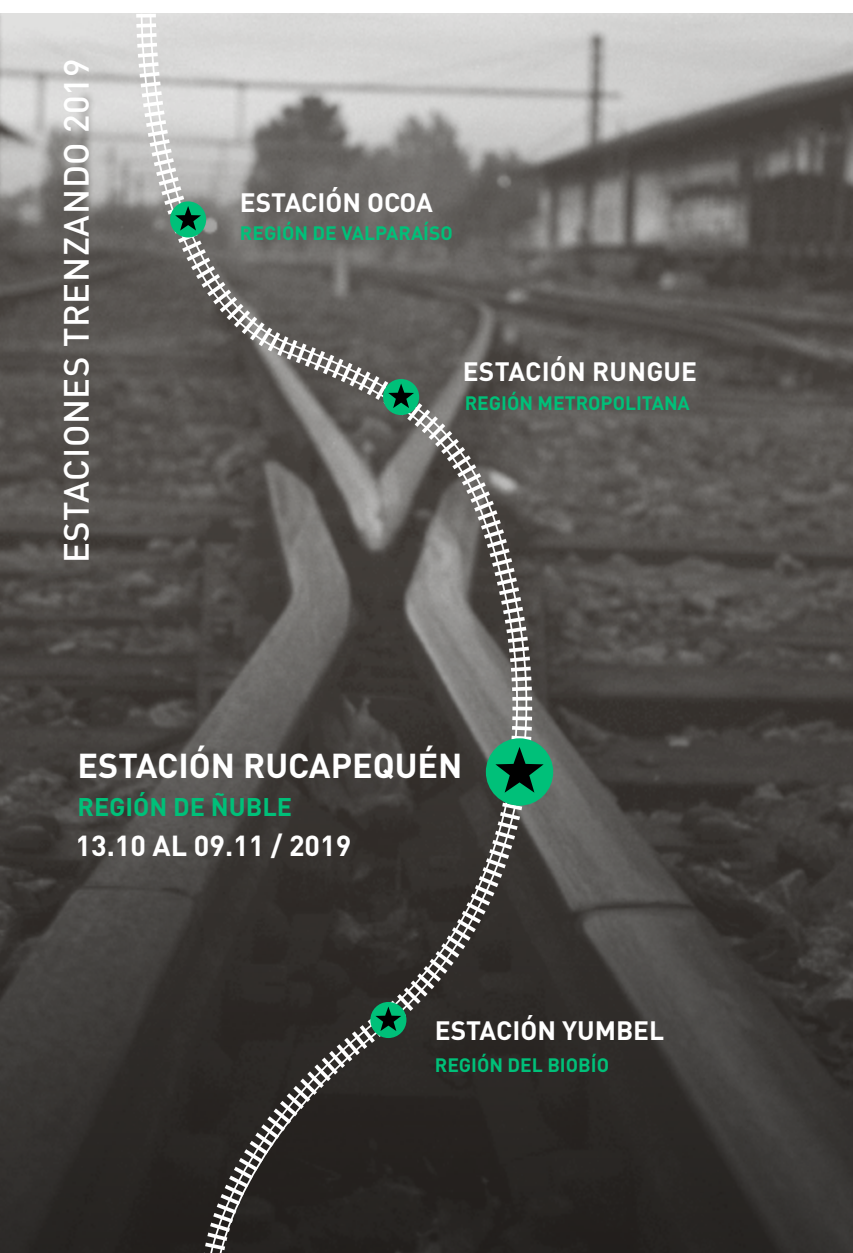 ESTACIONES TRENZANDO 2019
ESTACIÓN OCOA
REGIÓN DE VALPARAÍSO
ESTACIÓN RUNGUE
REGIÓN METROPOLITANA
ESTACIÓN RUCAPEQUÉN
REGIÓN DE ÑUBLE
13.10 AL 09.11 / 2019
ESTACIÓN YUMBEL
REGIÓN DEL BIOBÍO